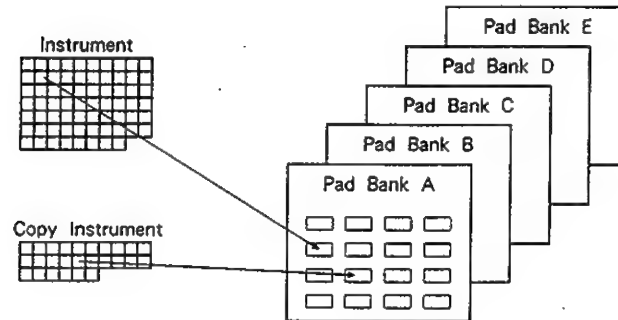 Instrument
Copy Instrument
Pad Bank E
Pad Bank D
Pad Bank C
Pad Bank B
Pad Bank A